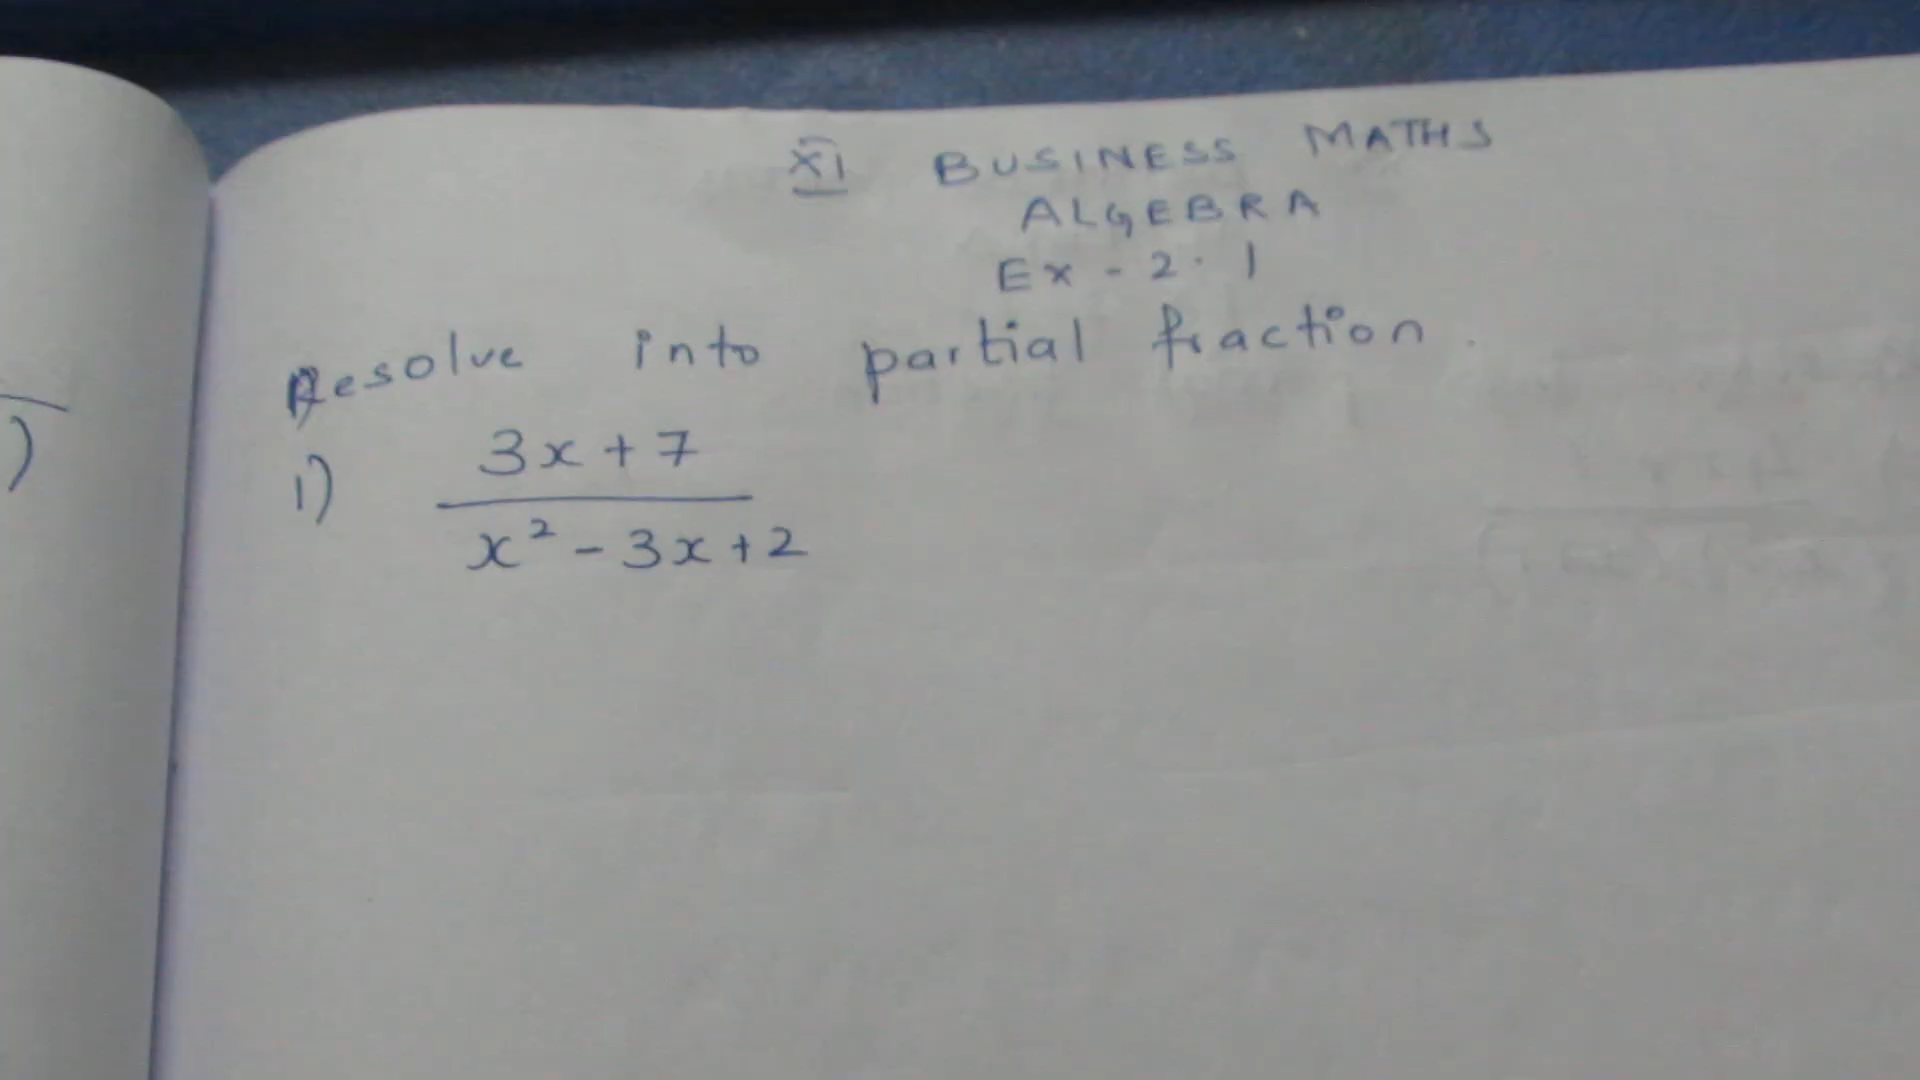 XI BUSINESS MATHS
ALGEBRA
Ex - 2.1
Resolve into partial fraction.
1) 3x + 7
x² - 3x + 2
)